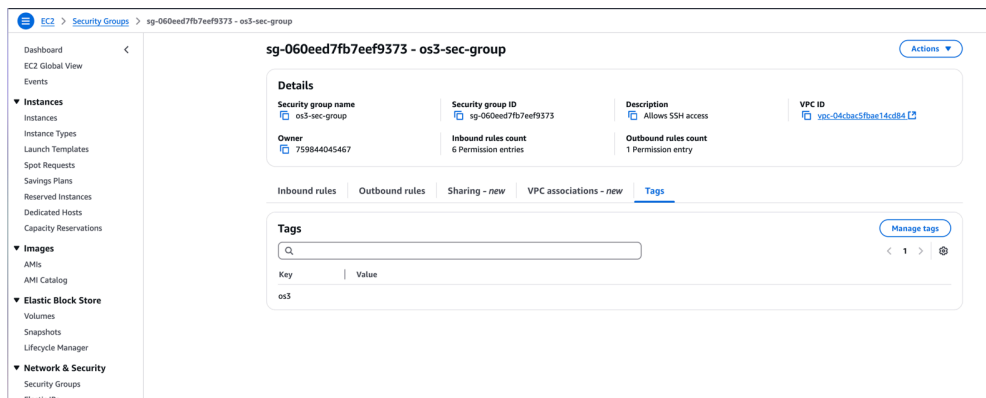 EC2 > Security Groups > sg-060eed7fb7eef9373 - os3-sec-group
Dashboard
EC2 Global View
Events
Instances
Instances
Instance Types
Launch Templates
Spot Requests
Savings Plans
Reserved Instances
Dedicated Hosts
Capacity Reservations
Images
AMIs
AMI Catalog
Elastic Block Store
Volumes
Snapshots
Lifecycle Manager
Network & Security
Security Groups
sg-060eed7fb7eef9373 - os3-sec-group
Actions
Details
Security group name
os3-sec-group
Security group ID
sg-060eed7fb7eef9373
Description
Allows SSH access
VPC ID
vpc-04cbac5fbae14cd84
Owner
759844045467
Inbound rules count
6 Permission entries
Outbound rules count
1 Permission entry
Inbound rules Outbound rules Sharing - new VPC associations - new Tags
Tags
Manage tags
< 1 >
Key Value
os3